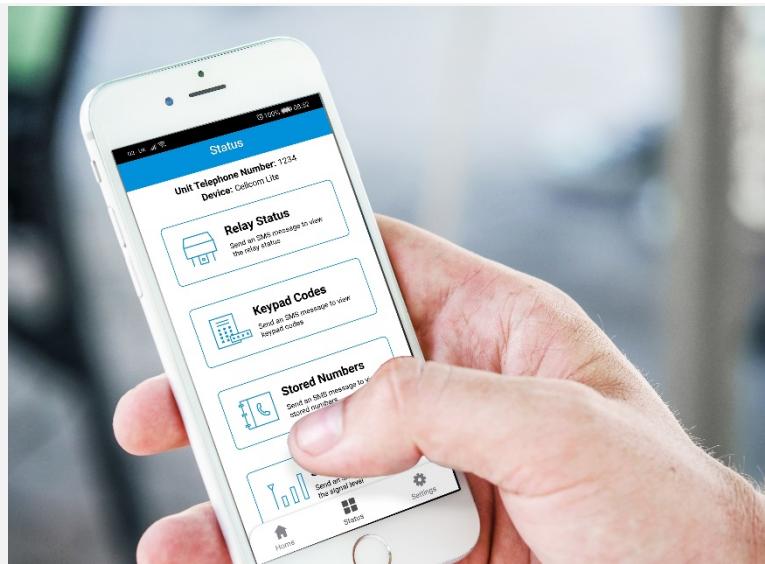 100% 08:32
Status
Unit Telephone Number: 1234
Device: Cellcom Lite
Relay Status
Send an SMS message to view
the relay status
Keypad Codes
Send an SMS message to view
keypad codes
Stored Numbers
Send an SMS message to
stored numbers
Send an
the signal level
Home
Status
Settings